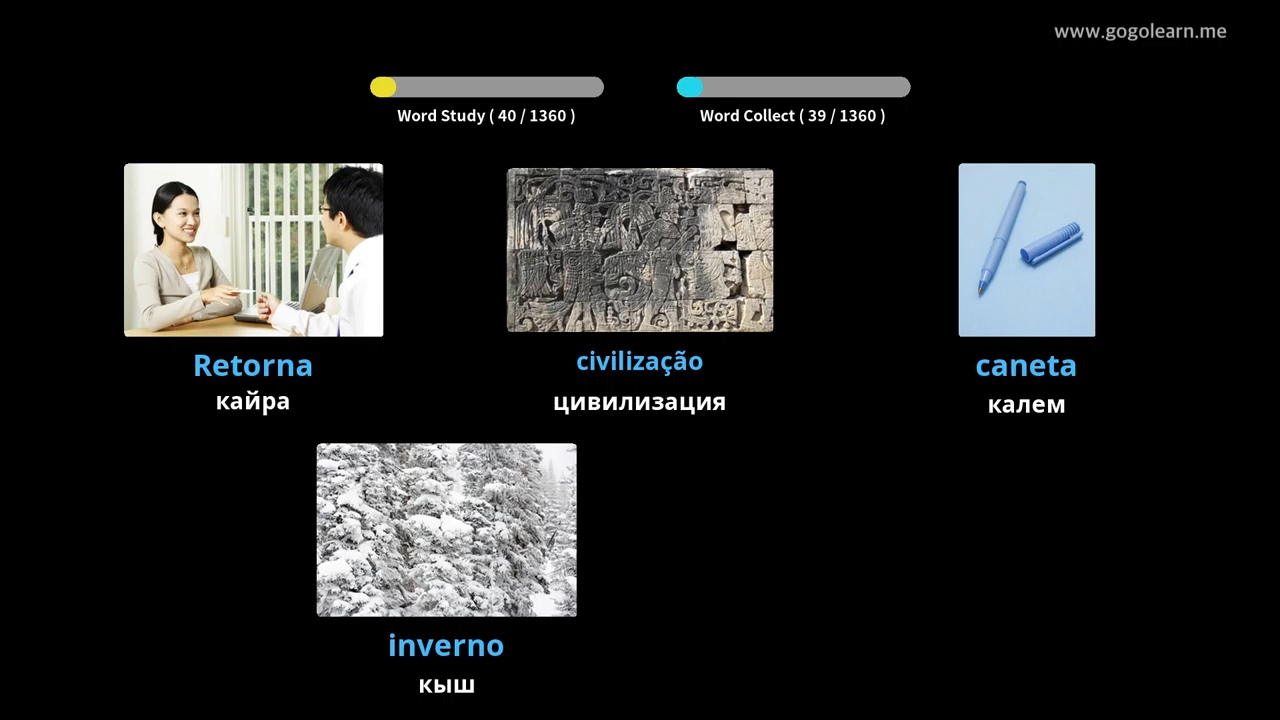 www.gogolearn.me
Word Study ( 40 / 1360 )
Word Collect ( 39 / 1360 )
Retorna
кайра
civilização
цивилизация
caneta
калем
inverno
кыш